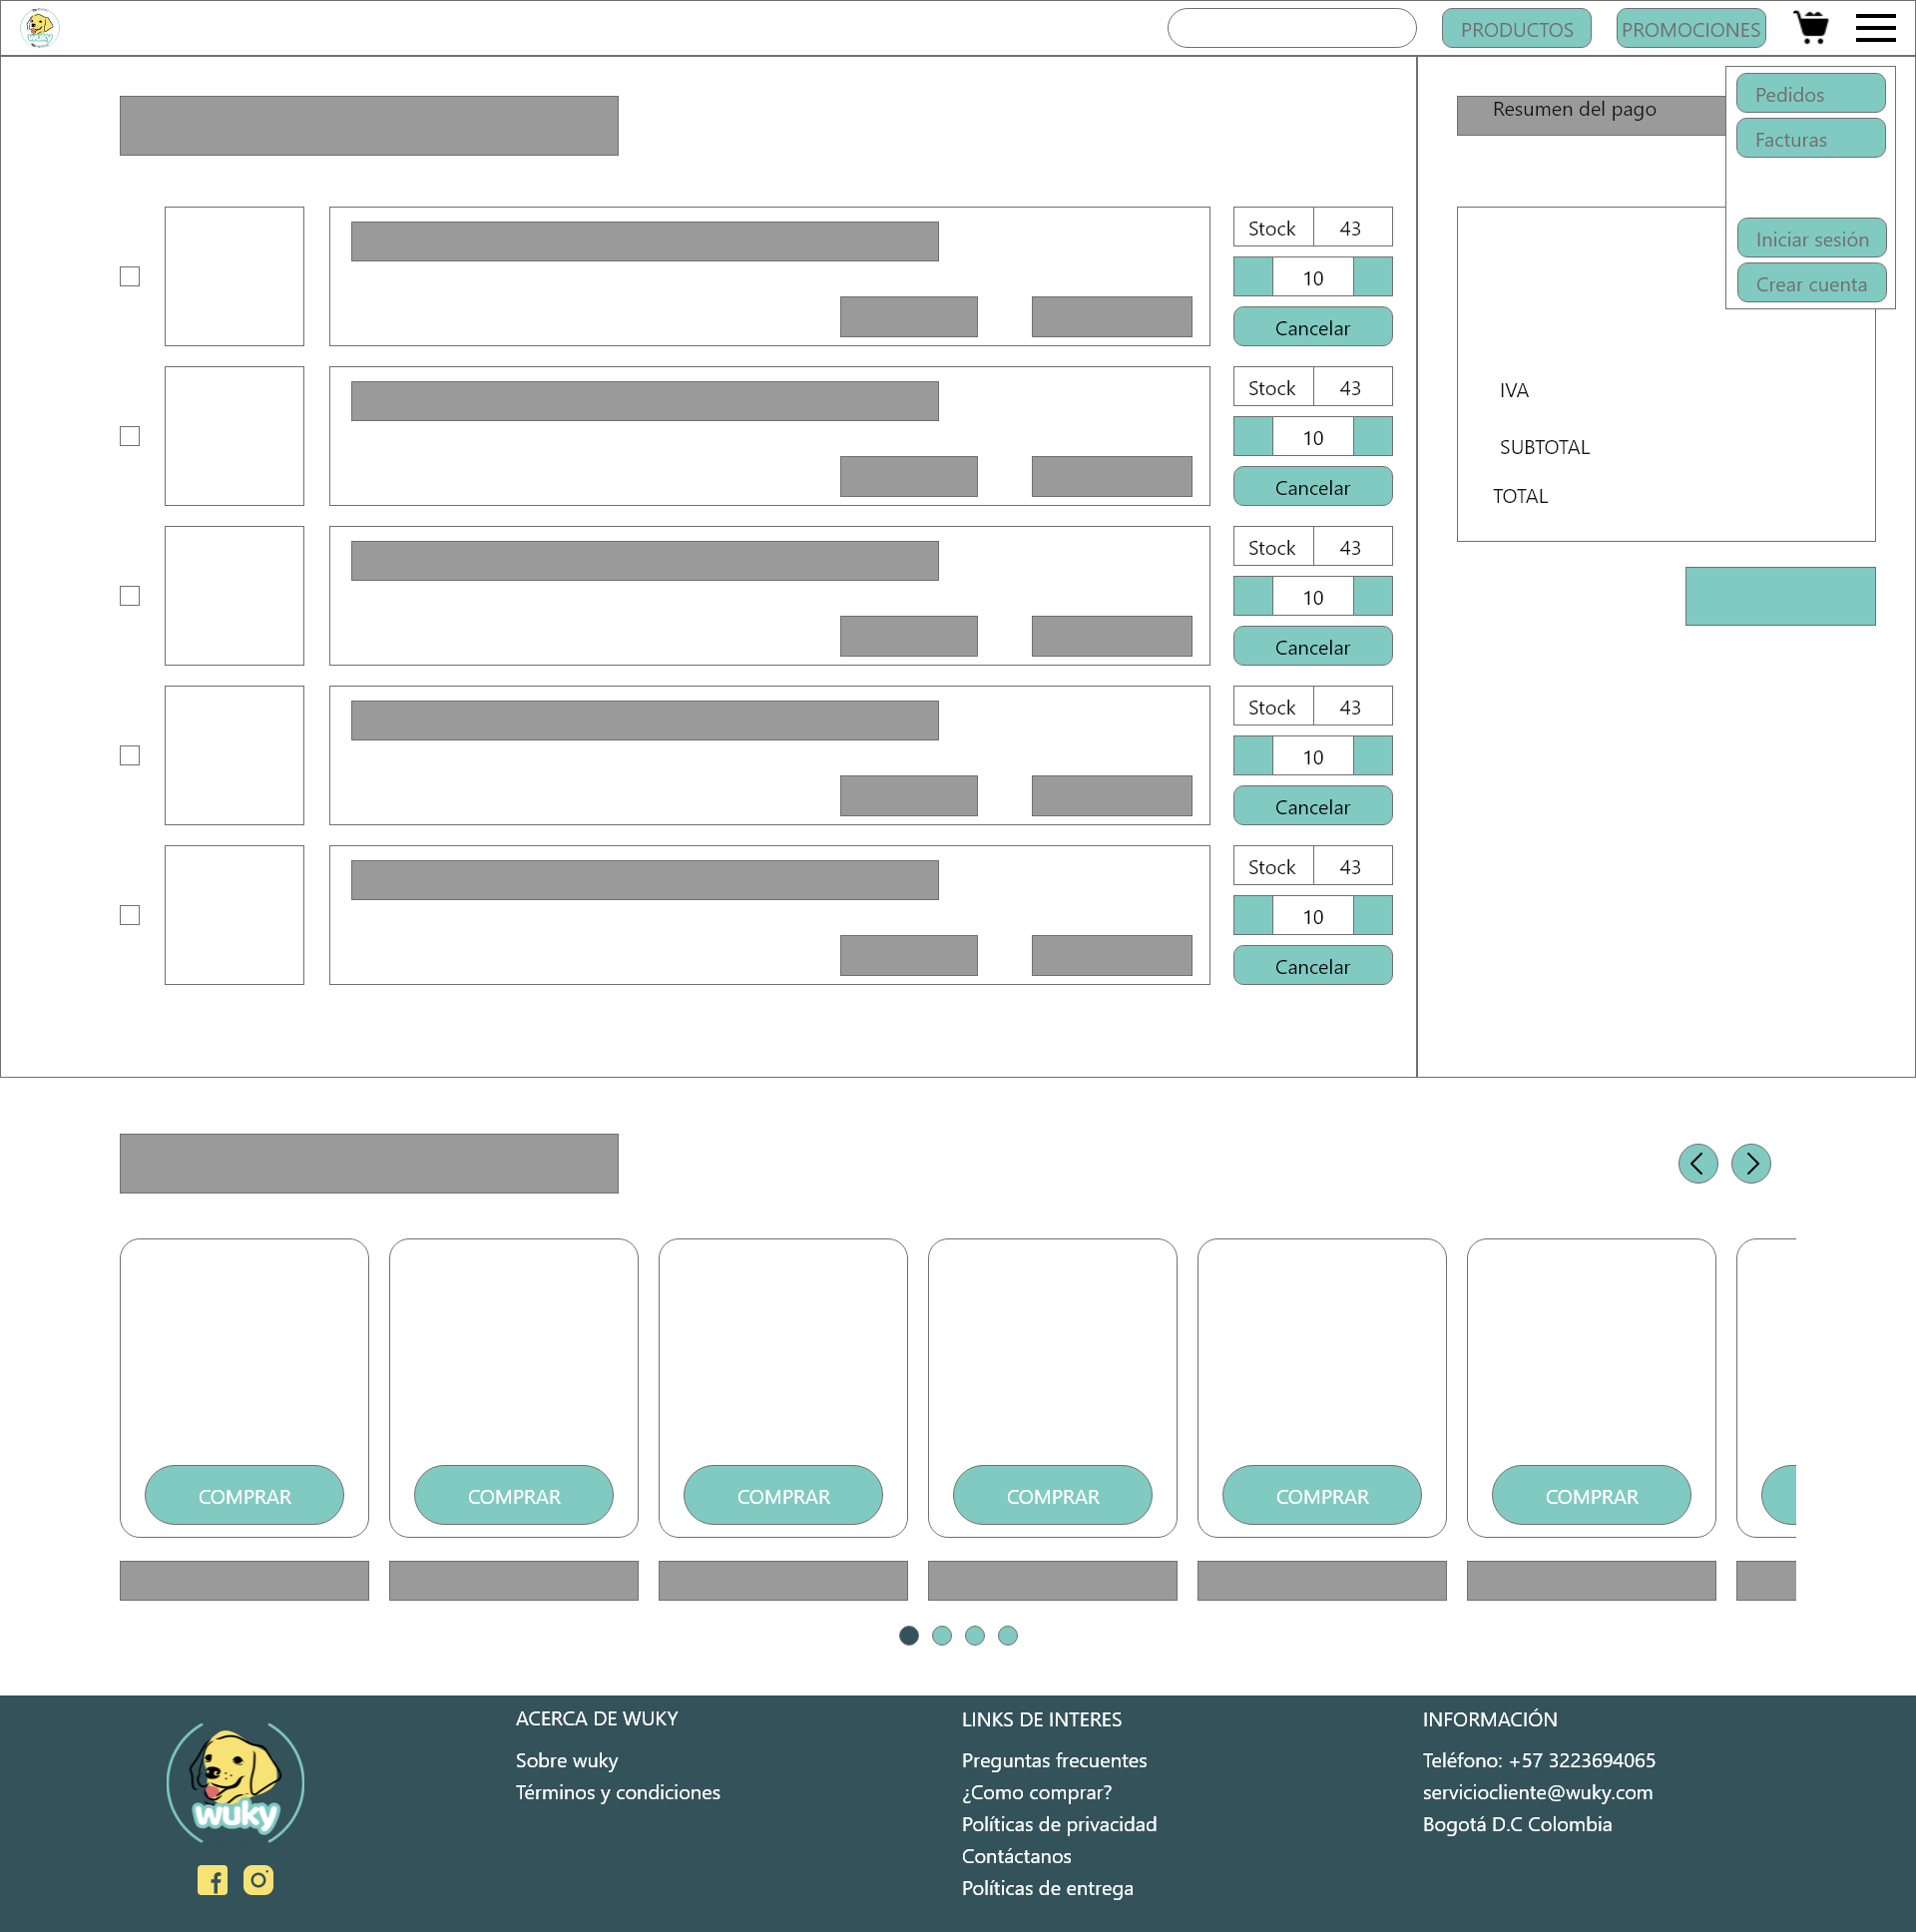 wuky
PRODUCTOS
PROMOCIONES
Pedidos
Facturas
Iniciar sesión
Crear cuenta
Resumen del pago
Stock 43
10
Cancelar
Stock 43
10
Cancelar
Stock 43
10
Cancelar
Stock 43
10
Cancelar
Stock 43
10
Cancelar
IVA
SUBTOTAL
TOTAL
COMPRAR
COMPRAR
COMPRAR
COMPRAR
COMPRAR
COMPRAR
wuky
ACERCA DE WUKY
Sobre wuky
Términos y condiciones
LINKS DE INTERES
Preguntas frecuentes
¿Como comprar?
Políticas de privacidad
Contáctanos
Políticas de entrega
INFORMACIÓN
Teléfono: +57 3223694065
serviciocliente@wuky.com
Bogotá D.C Colombia